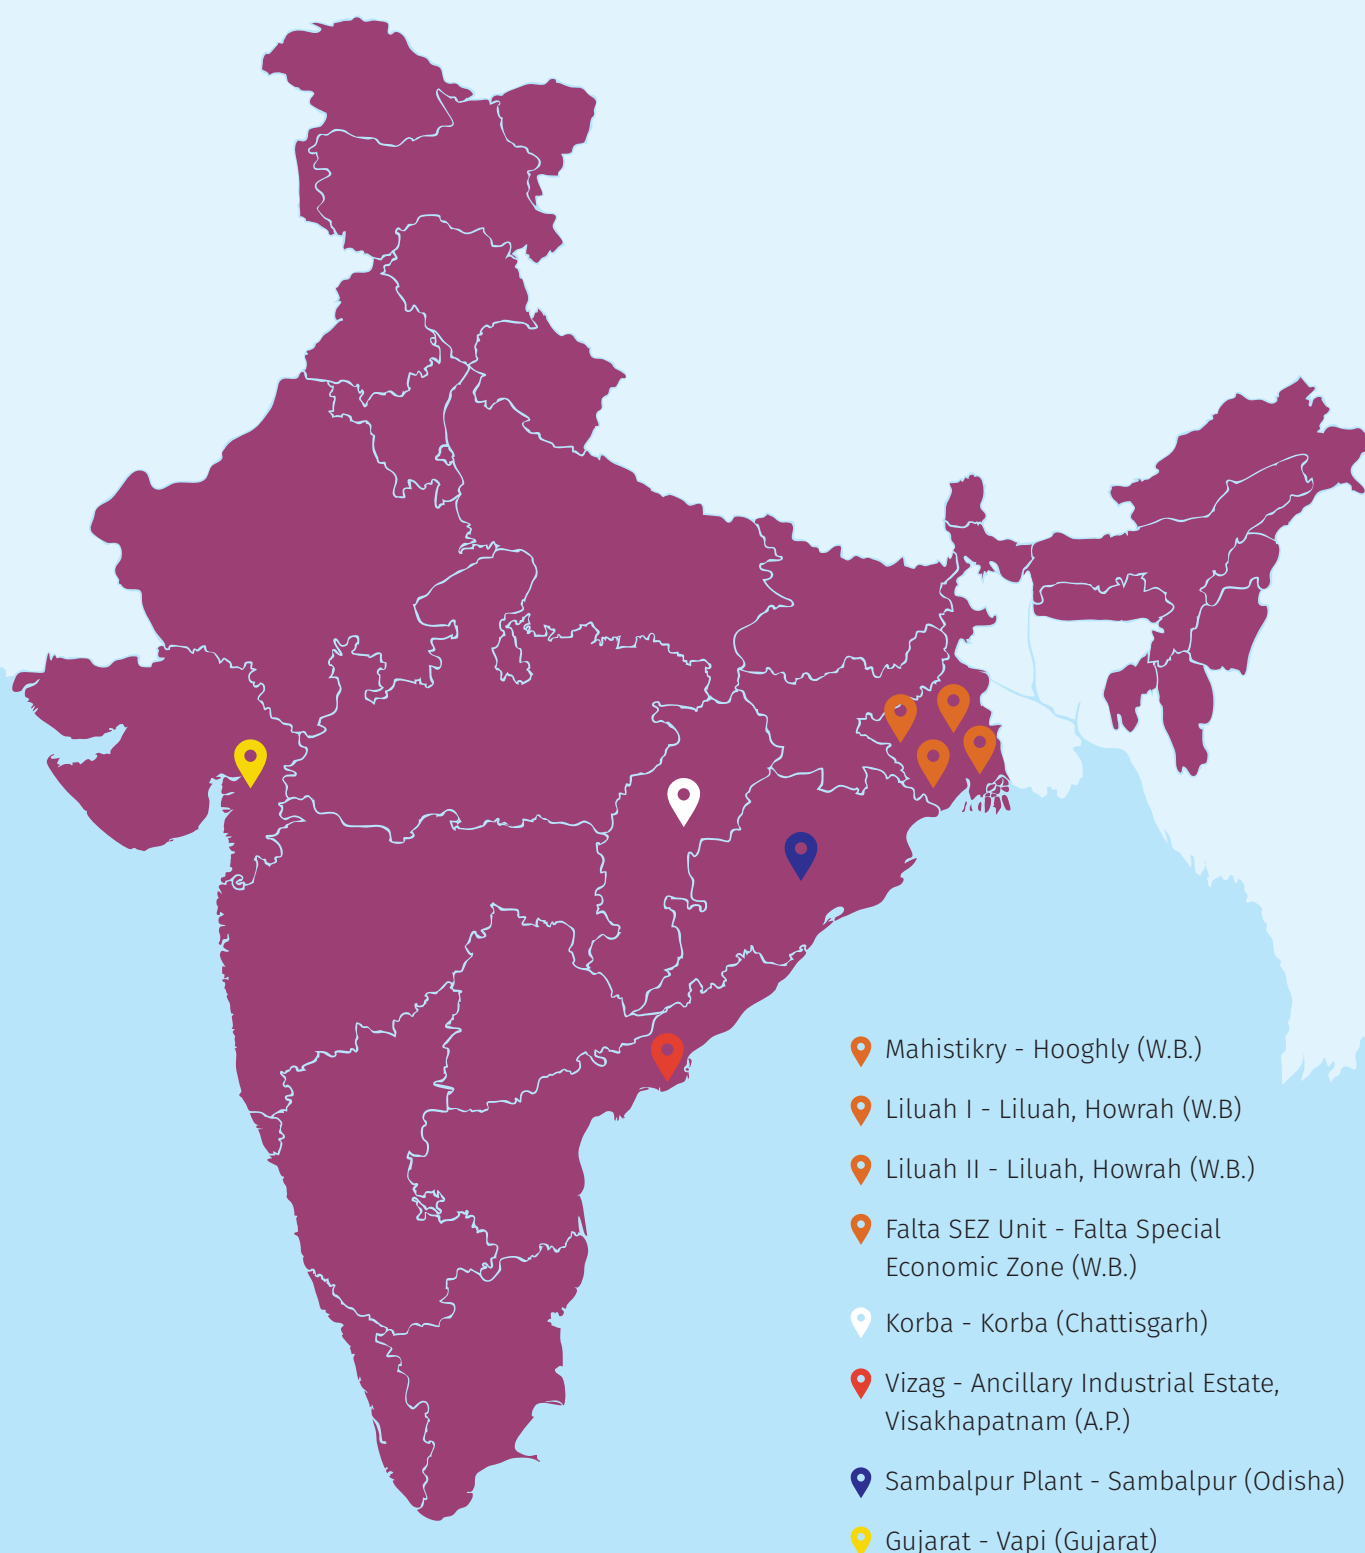 Mahistikry - Hooghly (W.B.)
Liluah I - Liluah, Howrah (W.B)
Liluah II - Liluah, Howrah (W.B.)
Falta SEZ Unit - Falta Special
Economic Zone (W.B.)
Korba - Korba (Chattisgarh)
Vizag - Ancillary Industrial Estate,
Visakhapatnam (A.P.)
Sambalpur Plant - Sambalpur (Odisha)
Gujarat - Vapi (Gujarat)